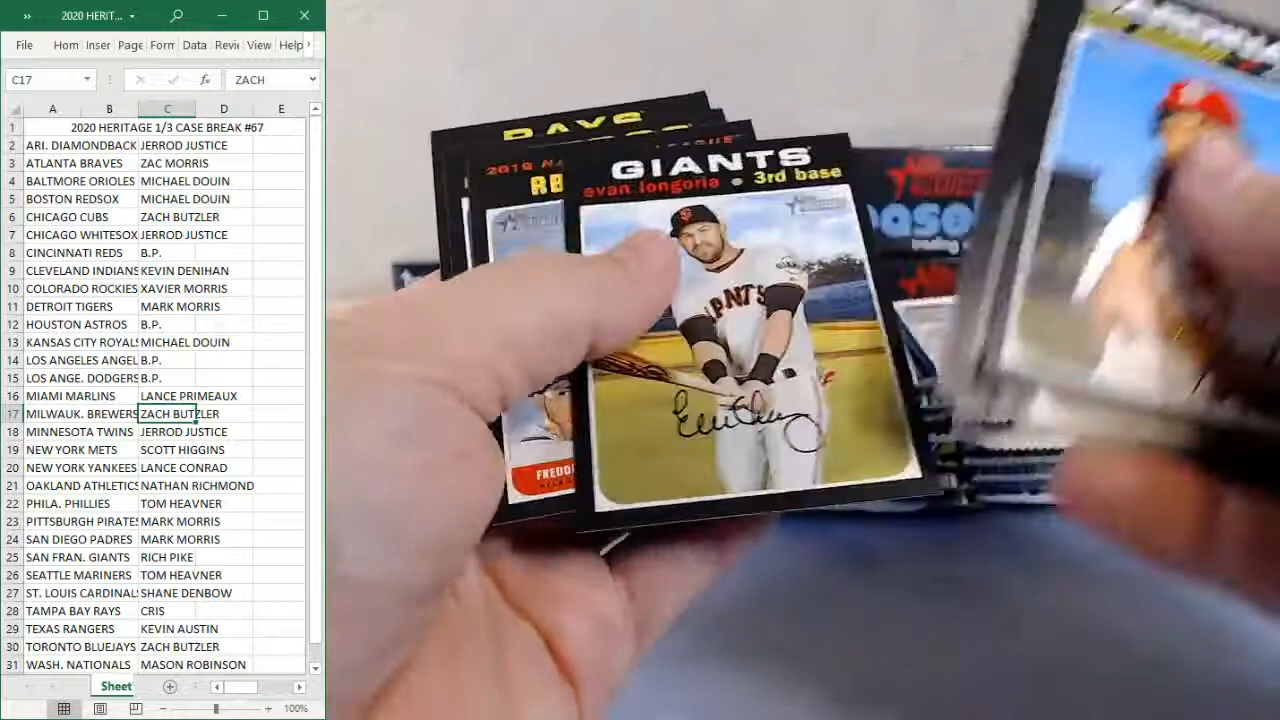 2020 HERIT...
File Hom Inser Page Form Data Revie View Help
C17 fx ZACH
A B C D E
1 2020 HERITAGE 1/3 CASE BREAK #67
2 ARI. DIAMONDBACK JERROD JUSTICE
3 ATLANTA BRAVES ZAC MORRIS
4 BALTMORE ORIOLES MICHAEL DOUIN
5 BOSTON REDSOX MICHAEL DOUIN
6 CHICAGO CUBS ZACH BUTZLER
7 CHICAGO WHITESOX JERROD JUSTICE
8 CINCINNATI REDS B.P.
9 CLEVELAND INDIANS KEVIN DENIHAN
10 COLORADO ROCKIES XAVIER MORRIS
11 DETROIT TIGERS MARK MORRIS
12 HOUSTON ASTROS B.P.
13 KANSAS CITY ROYAL MICHAEL DOUIN
14 LOS ANGELES ANGEL B.P.
15 LOS ANGE. DODGERS B.P.
16 MIAMI MARLINS LANCE PRIMEAUX
17 MILWAUK. BREWERS ZACH BUTZLER
18 MINNESOTA TWINS JERROD JUSTICE
19 NEW YORK METS SCOTT HIGGINS
20 NEW YORK YANKEES LANCE CONRAD
21 OAKLAND ATHLETICS NATHAN RICHMOND
22 PHILA. PHILLIES TOM HEAVNER
23 PITTSBURGH PIRATE MARK MORRIS
24 SAN DIEGO PADRES MARK MORRIS
25 SAN FRAN. GIANTS RICH PIKE
26 SEATTLE MARINERS TOM HEAVNER
27 ST. LOUIS CARDINAL SHANE DENBOW
28 TAMPA BAY RAYS CRIS
29 TEXAS RANGERS KEVIN AUSTIN
30 TORONTO BLUEJAYS ZACH BUTZLER
31 WASH. NATIONALS MASON ROBINSON
Sheet
100%
RAYS
2019 NA
RE
FREDD
GIANTS
evan longoria • 3rd base
GIANTS